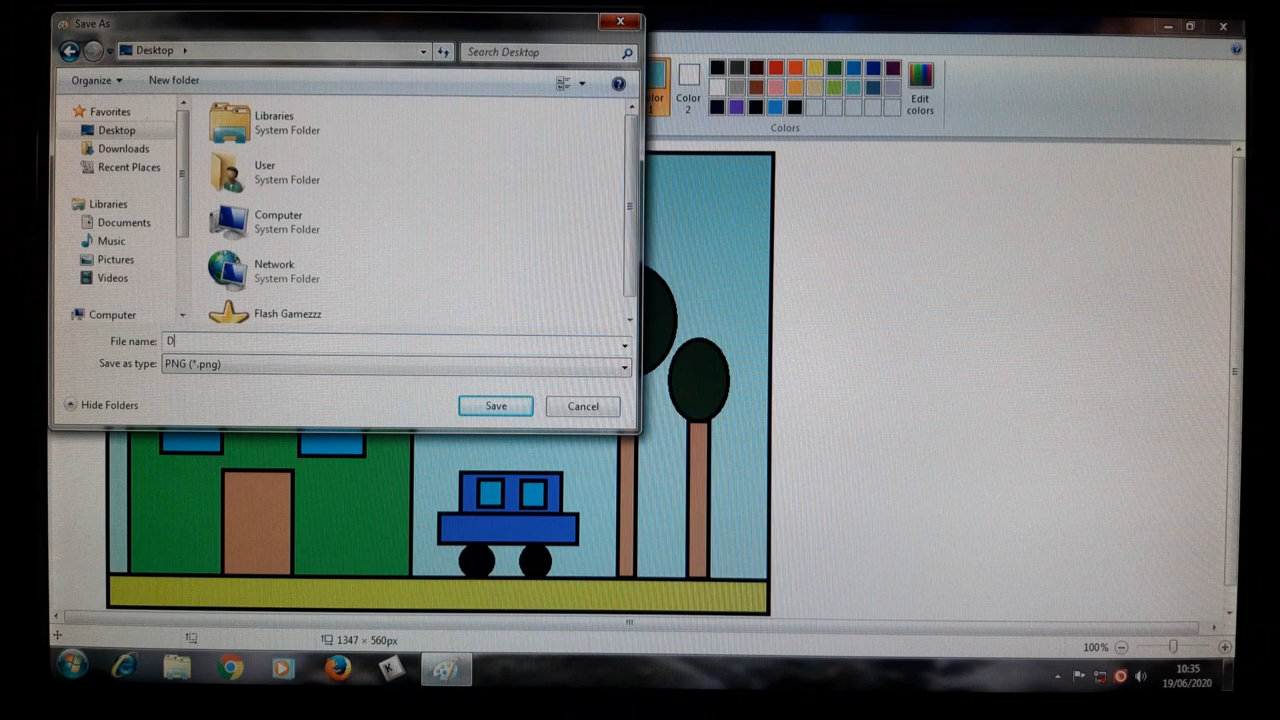 Save As
Desktop
Search Desktop
Organize
New folder
Favorites
Desktop
Downloads
Recent Places
Libraries
Documents
Music
Pictures
Videos
Computer
Libraries
System Folder
User
System Folder
Computer
System Folder
Network
System Folder
Flash Gamezzz
File name: D
Save as type: PNG (*.png)
Hide Folders
Save
Cancel
Color
2
Edit
colors
Colors
1347 × 560px
100%
K
10:35
19/06/2020